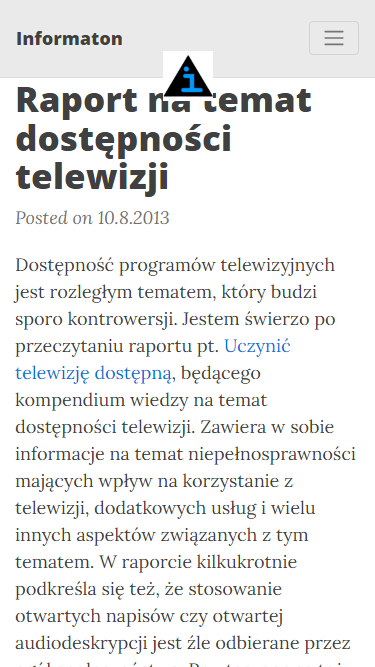 Informaton
Raport na temat
dostępności
telewizji
Posted on 10.8.2013
Dostępność programów telewizyjnych
jest rozległym tematem, który budzi
sporo kontrowersji. Jestem świerzo po
przeczytaniu raportu pt. Uczynić
telewizję dostępną, będącego
kompendium wiedzy na temat
dostępności telewizji. Zawiera w sobie
informacje na temat niepełnosprawności
mających wpływ na korzystanie z
telewizji, dodatkowych usług i wielu
innych aspektów związanych z tym
tematem. W raporcie kilkukrotnie
podkreśla się też, że stosowanie
otwartych napisów czy otwartej
audiodeskrypcji jest źle odbierane przez